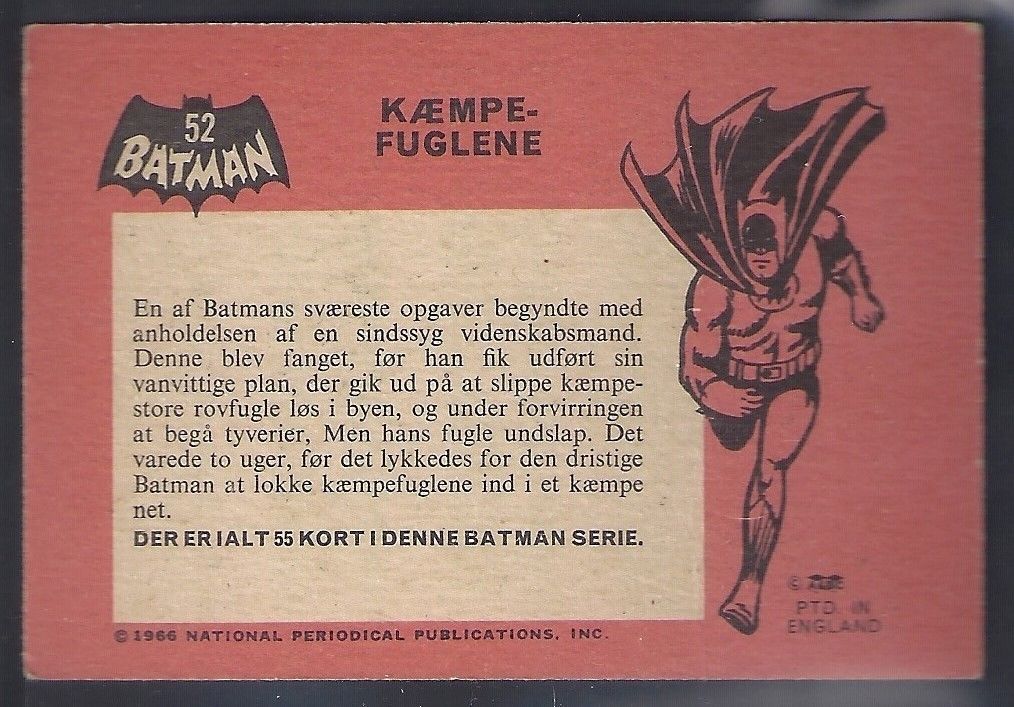 52
BATMAN
KÆMPE-
FUGLENE
En af Batmans sværeste opgaver begyndte med
anholdelsen af en sindssyg videnskabsmand.
Denne blev fanget, før han fik udført sin
vanvittige plan, der gik ud på at slippe kæmpe-
store rovfugle løs i byen, og under forvirringen
at begå tyverier, Men hans fugle undslap. Det
varede to uger, før det lykkedes for den dristige
Batman at lokke kæmpefuglene ind i et kæmpe
net.
DER ER IALT 55 KORT I DENNE BATMAN SERIE.
© 1966 NATIONAL PERIODICAL PUBLICATIONS, INC.
©
PTD. IN
ENGLAND